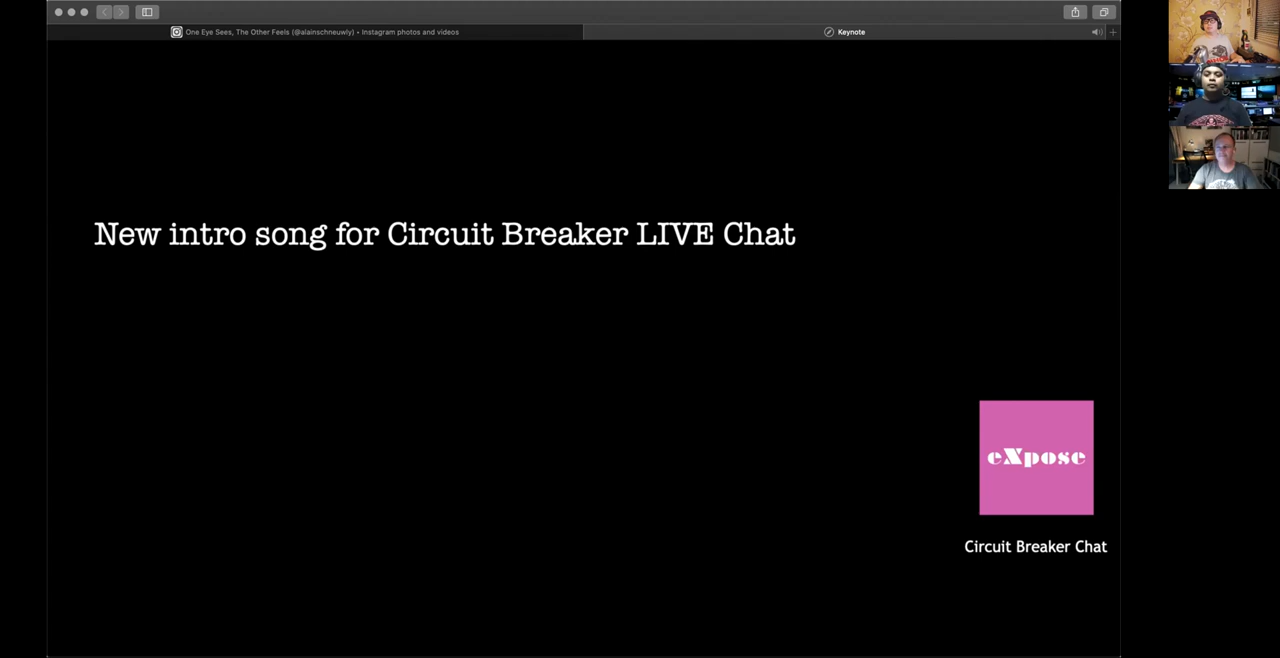 One Eye Sees, The Other Feels (@alainschneuwly) • Instagram photos and videos
Keynote
New intro song for Circuit Breaker LIVE Chat
eXpose
Circuit Breaker Chat